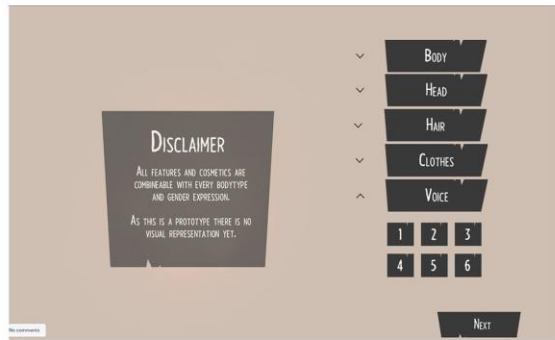 Body
Head
Hair
Clothes
Voice
Disclaimer
All features and cosmetics are
combineable with every bodytype
and gender expression.
As this is a prototype there is no
visual representation yet.
1 2 3
4 5 6
Next
No comments